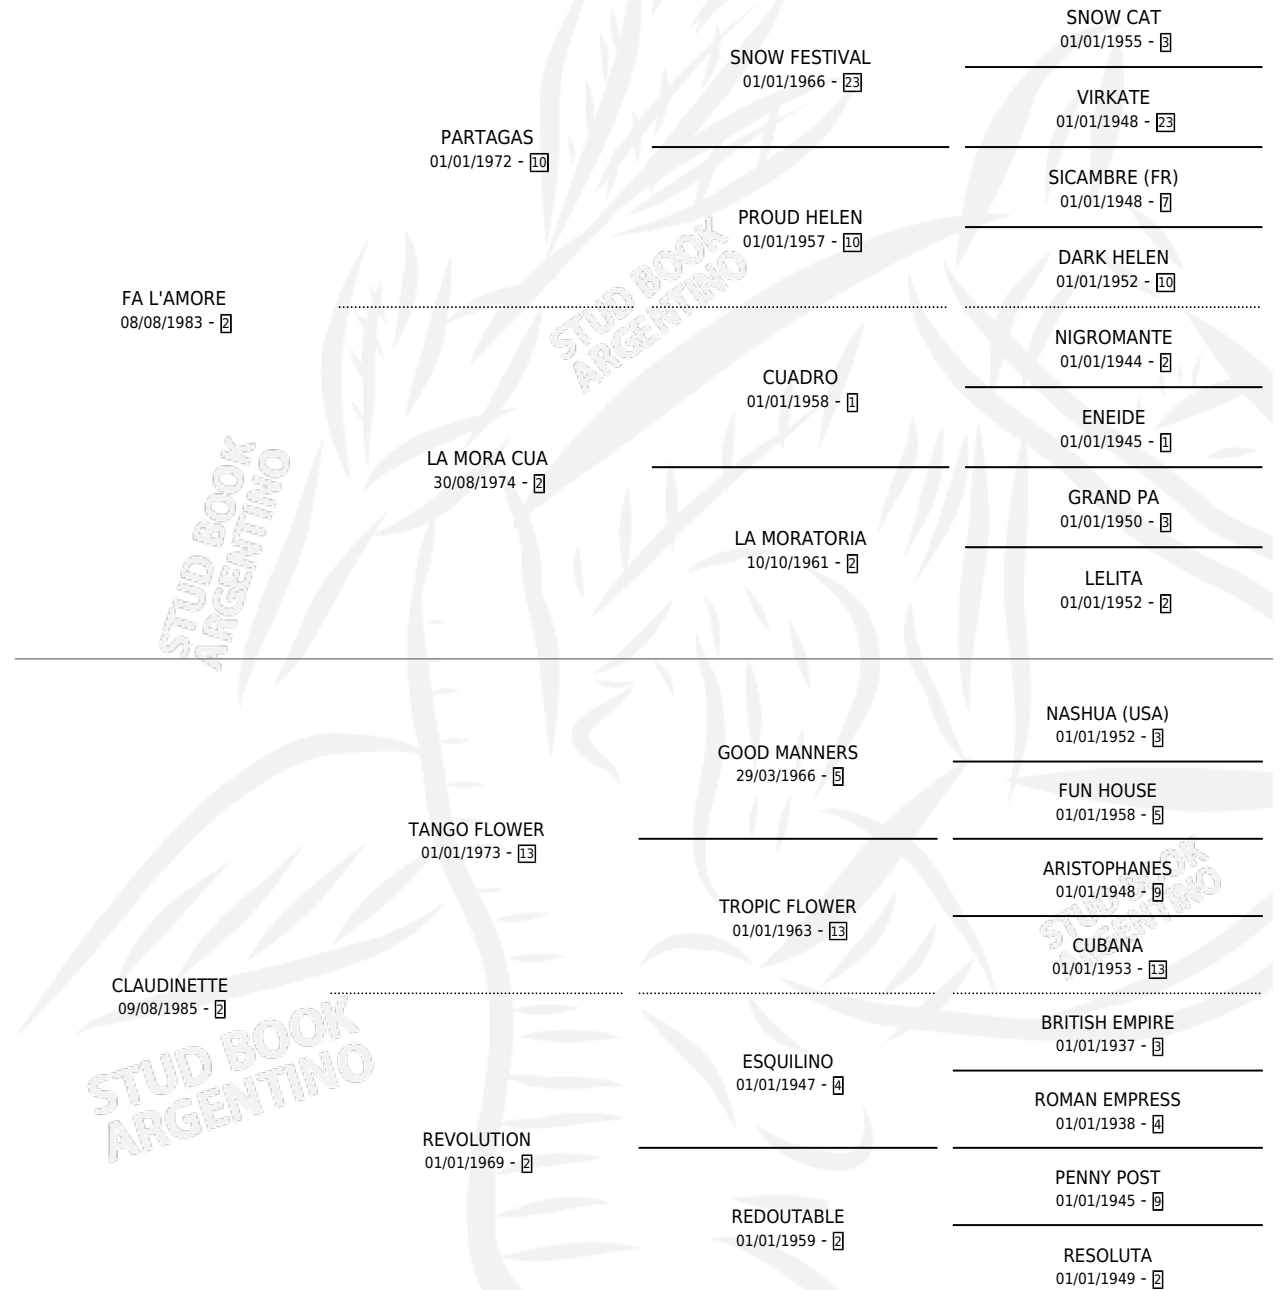 SNOW CAT
01/01/1955 - 3
SNOW FESTIVAL
01/01/1966 - 23
VIRKATE
01/01/1948 - 23
PARTAGAS
01/01/1972 - 10
SICAMBRE (FR)
01/01/1948 - 7
PROUD HELEN
01/01/1957 - 10
DARK HELEN
01/01/1952 - 10
FA L'AMORE
08/08/1983 - 2
STUD BOOK
ARGENTINO
NIGROMANTE
01/01/1944 - 2
CUADRO
01/01/1958 - 1
ENEIDE
01/01/1945 - 1
LA MORA CUA
30/08/1974 - 2
GRAND PA
01/01/1950 - 3
LA MORATORIA
10/10/1961 - 2
LELITA
01/01/1952 - 2
STUD BOOK
ARGENTINO
NASHUA (USA)
01/01/1952 - 3
GOOD MANNERS
29/03/1966 - 5
FUN HOUSE
01/01/1958 - 5
TANGO FLOWER
01/01/1973 - 13
ARISTOPHANES
01/01/1948 - 9
TROPIC FLOWER
01/01/1963 - 13
STUD BOOK
ARGENTINO
CUBANA
01/01/1953 - 13
CLAUDINETTE
09/08/1985 - 2
STUD BOOK
ARGENTINO
BRITISH EMPIRE
01/01/1937 - 3
ESQUILINO
01/01/1947 - 4
ROMAN EMPRESS
01/01/1938 - 4
REVOLUTION
01/01/1969 - 2
PENNY POST
01/01/1945 - 9
REDOUTABLE
01/01/1959 - 2
RESOLUTA
01/01/1949 - 2